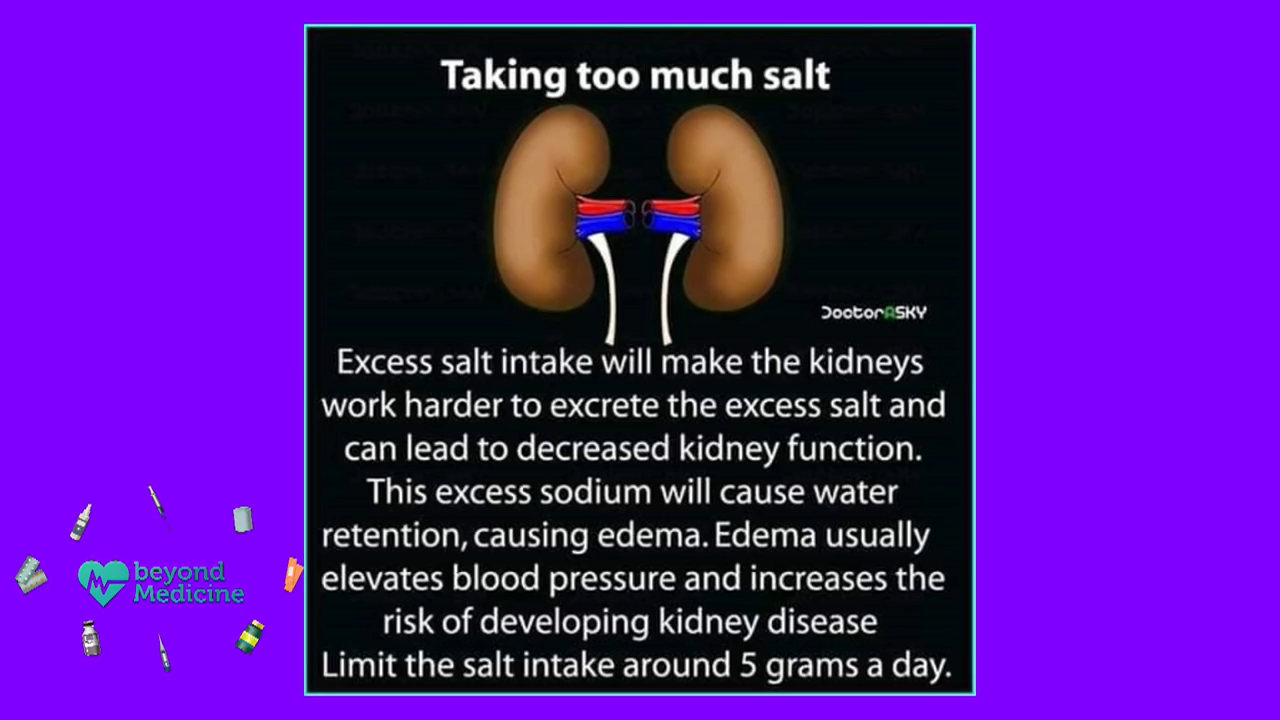 Taking too much salt
DoctorASKY
Excess salt intake will make the kidneys
work harder to excrete the excess salt and
can lead to decreased kidney function.
This excess sodium will cause water
retention, causing edema. Edema usually
elevates blood pressure and increases the
risk of developing kidney disease
Limit the salt intake around 5 grams a day.
beyond
Medicine